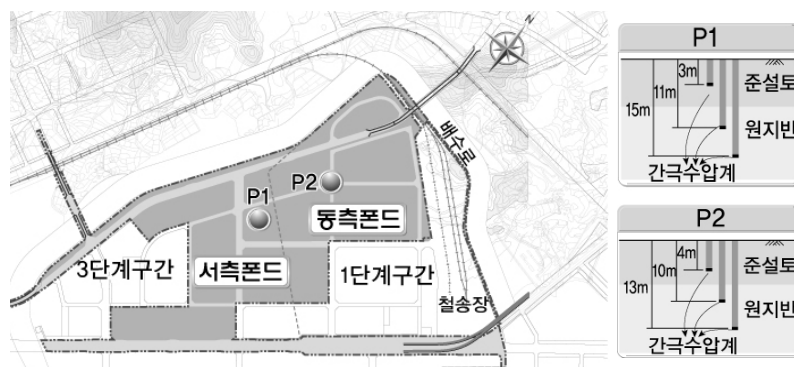 N
배수로
P2
P1
동측폰드
3단계구간
서측폰드
1단계구간
철송장
P1
3m
준설토
11m
15m
원지반
간극수압계
P2
4m
준설토
10m
13m
원지반
간극수압계